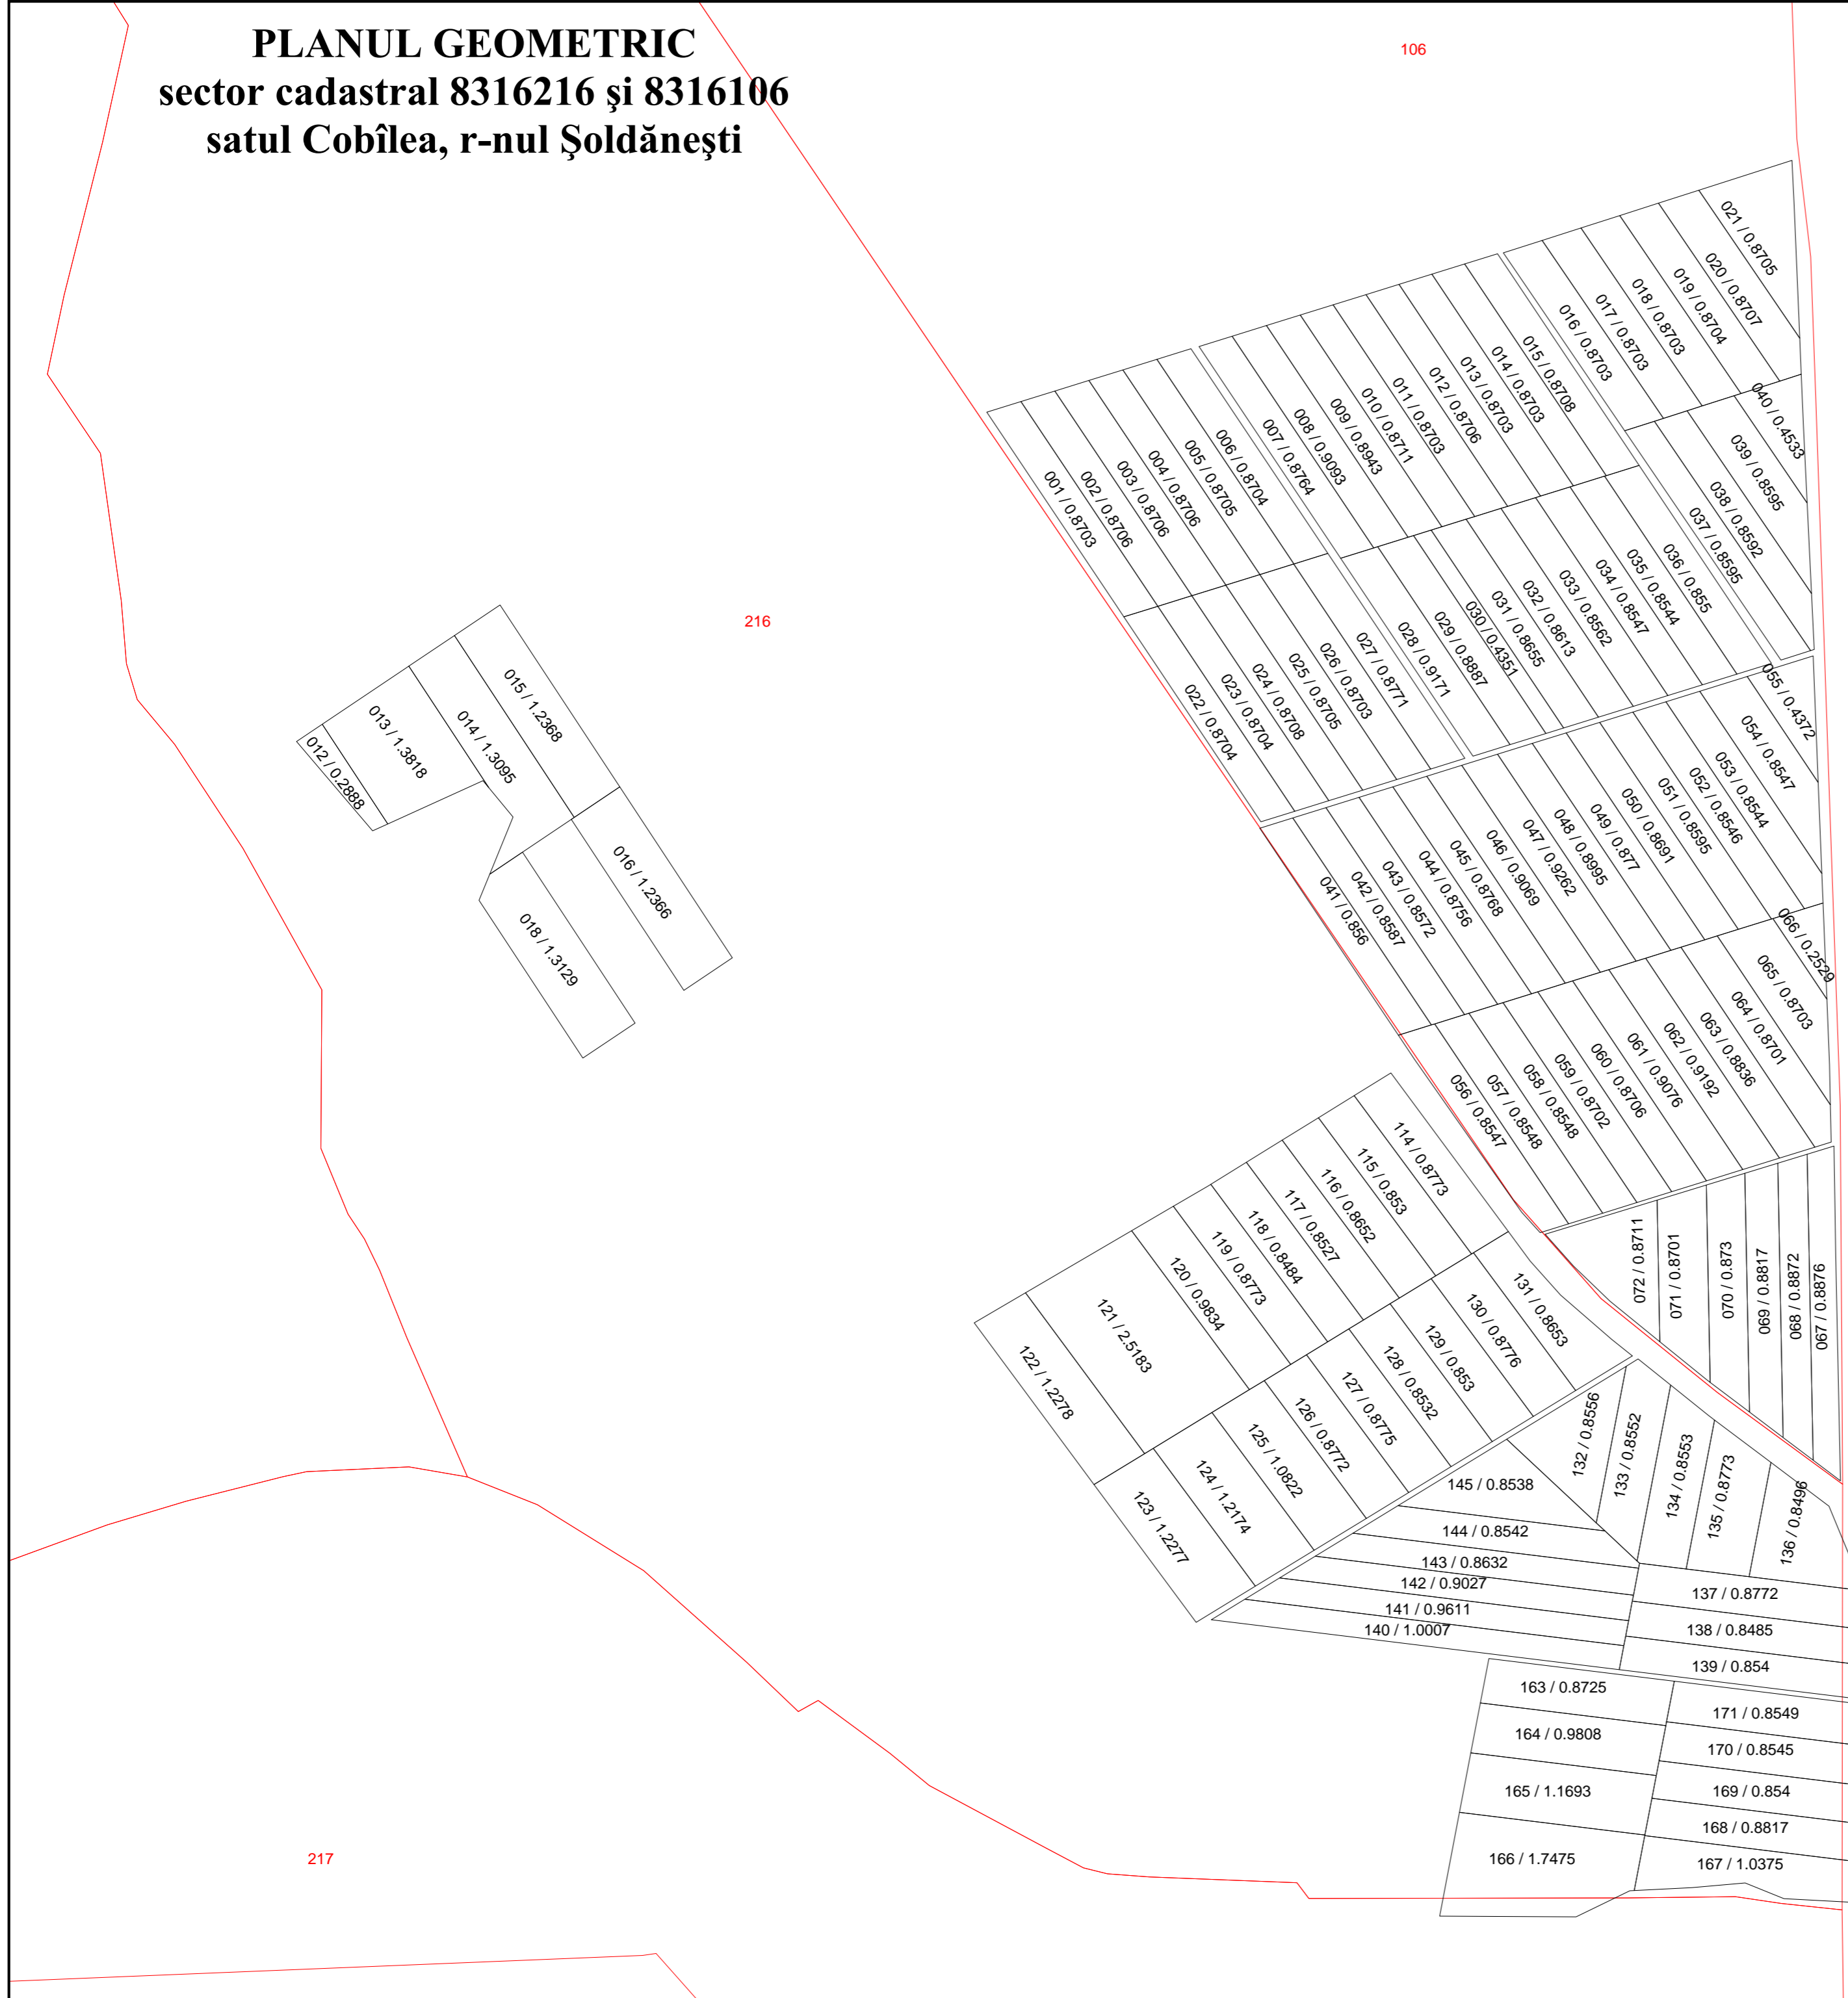 PLANUL GEOMETRIC
sector cadastral 8316216 şi 8316106
satul Cobîlea, r-nul Şoldăneşti
106
216
217
021 / 0.8705
020 / 0.8707
019 / 0.8704
018 / 0.8703
017 / 0.8703
016 / 0.8703
015 / 0.8708
014 / 0.8703
013 / 0.8703
012 / 0.8706
011 / 0.8703
010 / 0.8711
009 / 0.8943
008 / 0.9093
007 / 0.8764
006 / 0.8704
005 / 0.8705
004 / 0.8706
003 / 0.8706
002 / 0.8706
001 / 0.8703
040 / 0.4533
039 / 0.8595
038 / 0.8592
037 / 0.8595
036 / 0.855
035 / 0.8544
034 / 0.8547
033 / 0.8562
032 / 0.8613
031 / 0.8655
030 / 0.4351
029 / 0.8887
028 / 0.9171
027 / 0.8771
026 / 0.8703
025 / 0.8705
024 / 0.8708
023 / 0.8704
022 / 0.8704
055 / 0.4372
054 / 0.8547
053 / 0.8544
052 / 0.8546
051 / 0.8595
050 / 0.8691
049 / 0.877
048 / 0.8995
047 / 0.9262
046 / 0.9069
045 / 0.8768
044 / 0.8756
043 / 0.8572
042 / 0.8587
041 / 0.856
066 / 0.2529
065 / 0.8703
064 / 0.8701
063 / 0.8836
062 / 0.9192
061 / 0.9076
060 / 0.8706
059 / 0.8702
058 / 0.8548
057 / 0.8548
056 / 0.8547
072 / 0.8711
071 / 0.8701
070 / 0.873
069 / 0.8817
068 / 0.8872
067 / 0.8876
012 / 0.2888
013 / 1.3818
014 / 1.3095
015 / 1.2368
016 / 1.2366
018 / 1.3129
114 / 0.8773
115 / 0.853
116 / 0.8652
117 / 0.8527
118 / 0.8484
119 / 0.8773
120 / 0.9834
121 / 2.5183
122 / 1.2278
131 / 0.8653
130 / 0.8776
129 / 0.853
128 / 0.8532
127 / 0.8775
126 / 0.8772
125 / 1.0822
124 / 1.2174
123 / 1.2277
132 / 0.8556
133 / 0.8552
134 / 0.8553
135 / 0.8773
136 / 0.8496
145 / 0.8538
144 / 0.8542
143 / 0.8632
142 / 0.9027
141 / 0.9611
140 / 1.0007
137 / 0.8772
138 / 0.8485
139 / 0.854
163 / 0.8725
164 / 0.9808
165 / 1.1693
166 / 1.7475
171 / 0.8549
170 / 0.8545
169 / 0.854
168 / 0.8817
167 / 1.0375